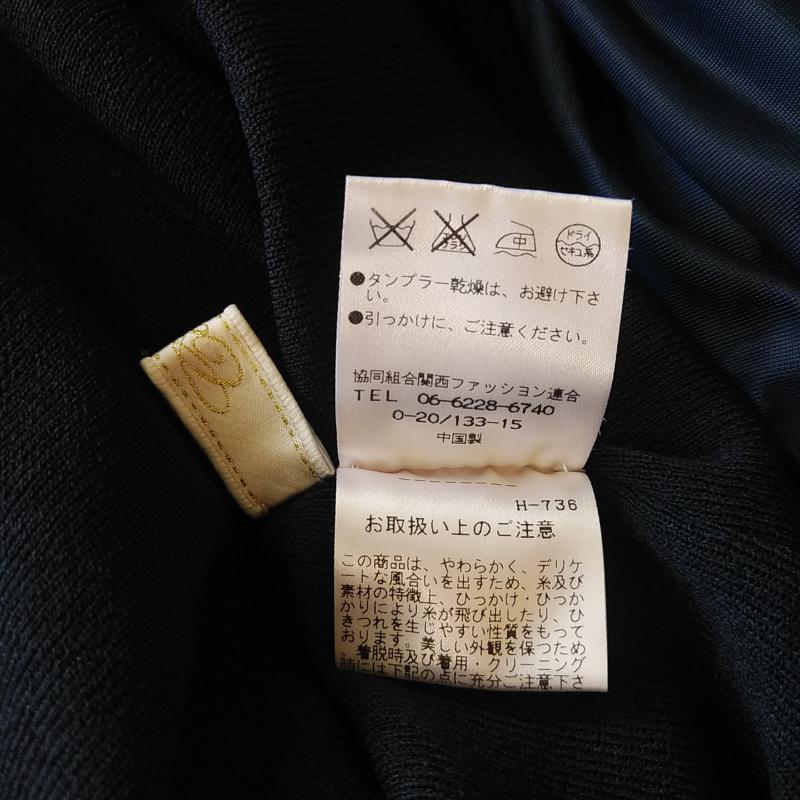 中
ドライ
セキユ系
●タンブラー乾燥は、お避け下さ
い。
●引っかけに、ご注意ください。
協同組合関西ファッション連合
TEL 06-6228-6740
0-20/133-15
中国製
H-736
お取扱い上のご注意
この商品は、やわらかく、デリケ
ートな風合いを出すため、糸及び
素材の特徴上、ひっかけ・ひっか
かりにより糸が飛び出したり、ひ
きつれを生じやすい性質をもって
おります。美しい外観を保つため
、着脱時及び着用・クリーニング
時には下記の点に充分ご注意下さ